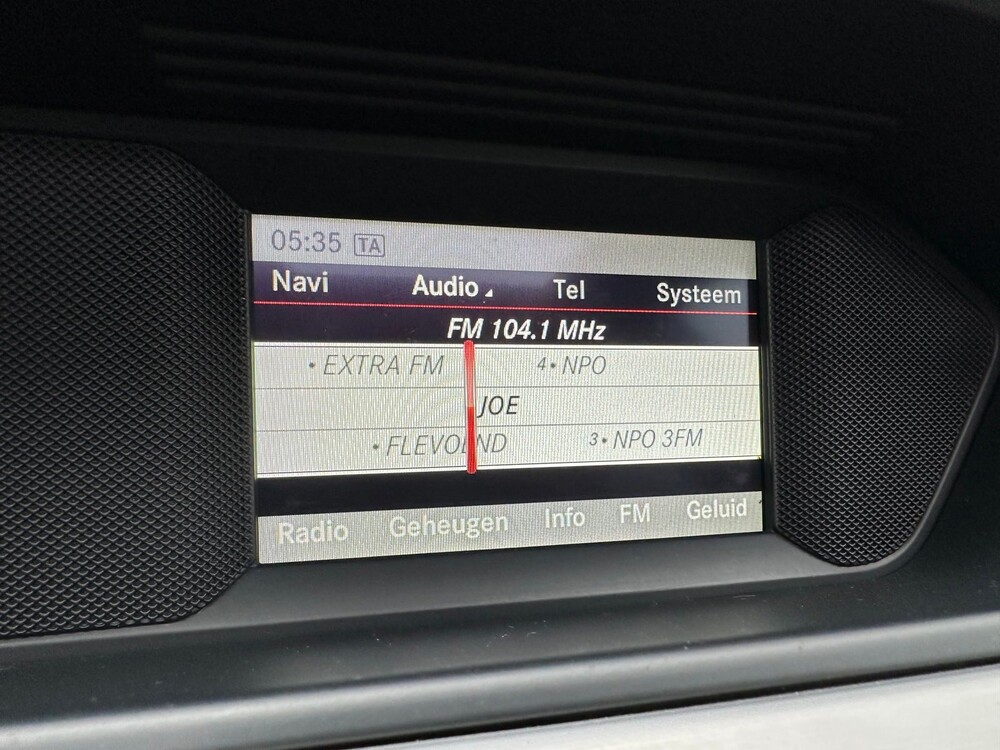 05:35 TA
Navi Audio Tel Systeem
FM 104.1 MHz
• EXTRA FM 4• NPO
JOE
• 3• NPO 3FM
Radio Geheugen Info FM Geluid